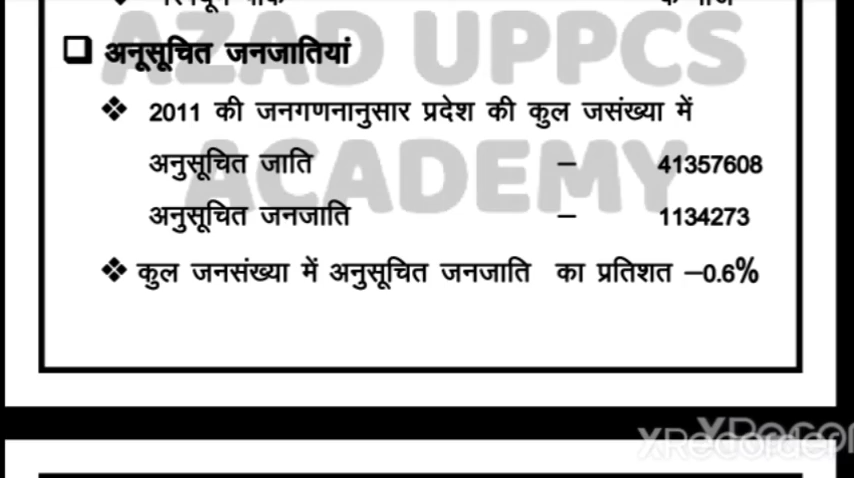 ❑ अनूसूचित जनजातियां
❖ 2011 की जनगणनानुसार प्रदेश की कुल जसंख्या में
अनुसूचित जाति – 41357608
अनुसूचित जनजाति – 1134273
❖ कुल जनसंख्या में अनुसूचित जनजाति का प्रतिशत –0.6%
AZAD UPPCS
ACADEMY
XRecorder